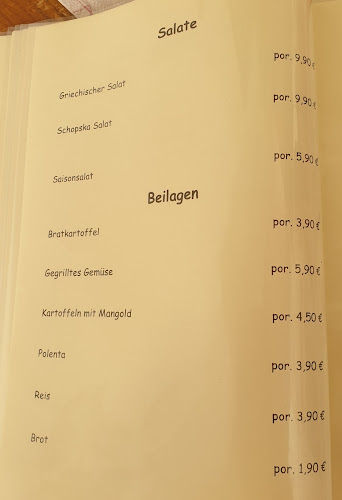 Salate
Griechischer Salat por. 9,90 €
Schopska Salat por. 9,90 €
Saisonsalat por. 5,90 €
Beilagen
Bratkartoffel por. 3,90 €
Gegrilltes Gemüse por. 5,90 €
Kartoffeln mit Mangold por. 4,50 €
Polenta por. 3,90 €
Reis por. 3,90 €
Brot por. 1,90 €